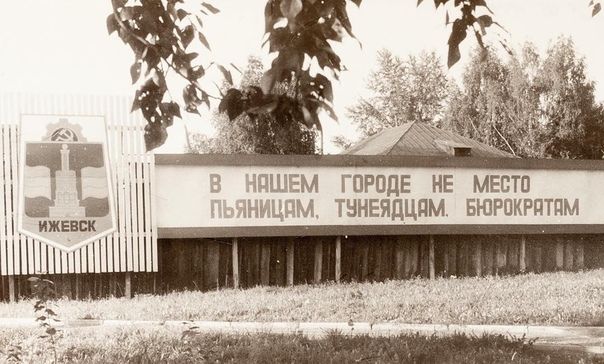 ИЖЕВСК
В НАШЕМ ГОРОДЕ НЕ МЕСТО
ПЬЯНИЦАМ, ТУНЕЯДЦАМ. БЮРОКРАТАМ